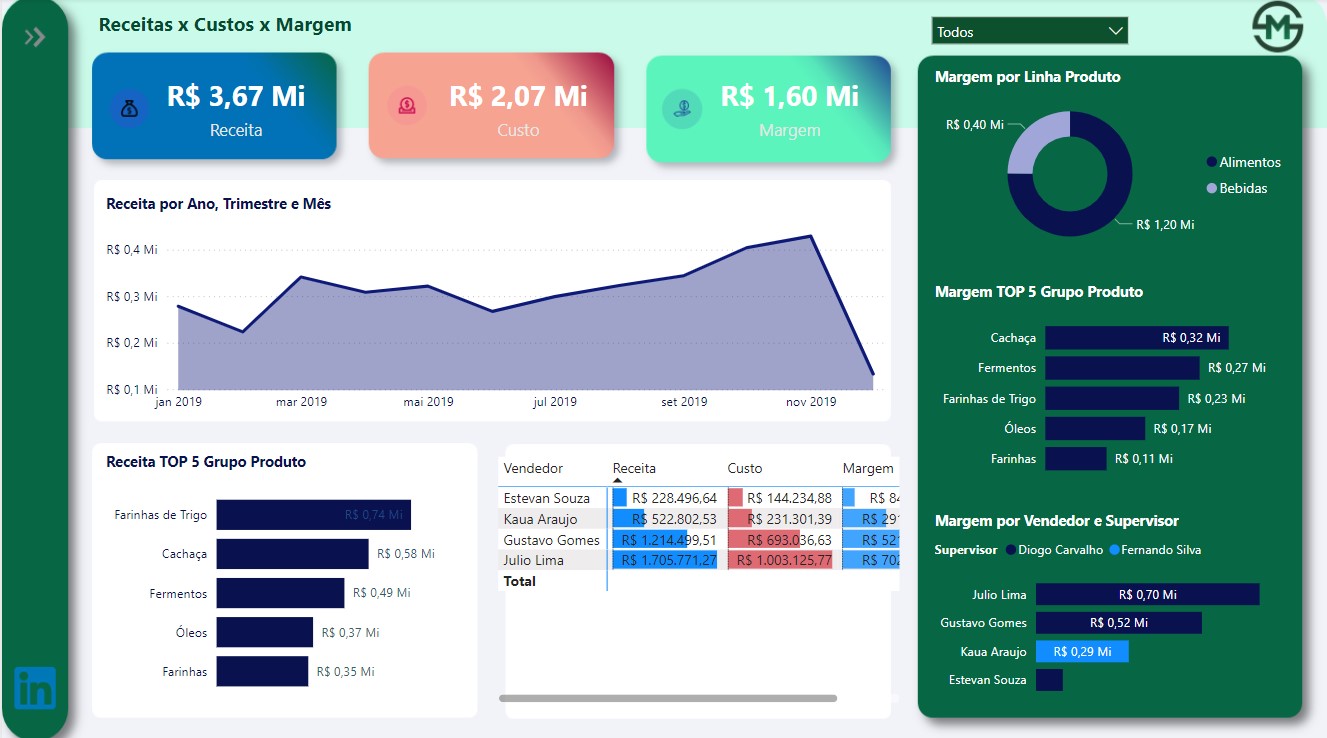 Receitas x Custos x Margem
Todos
R$ 3,67 Mi
Receita
R$ 2,07 Mi
Custo
R$ 1,60 Mi
Margem
Receita por Ano, Trimestre e Mês
R$ 0,4 Mi
R$ 0,3 Mi
R$ 0,2 Mi
R$ 0,1 Mi
jan 2019 mar 2019 mai 2019 jul 2019 set 2019 nov 2019
Receita TOP 5 Grupo Produto
Farinhas de Trigo R$ 0,74 Mi
Cachaça R$ 0,58 Mi
Fermentos R$ 0,49 Mi
Óleos R$ 0,37 Mi
Farinhas R$ 0,35 Mi
Vendedor Receita Custo Margem
Estevan Souza R$ 228.496,64 R$ 144.234,88 R$ 84
Kaua Araujo R$ 522.802,53 R$ 231.301,39 R$ 291
Gustavo Gomes R$ 1.214.499,51 R$ 693.036,63 R$ 521
Julio Lima R$ 1.705.771,27 R$ 1.003.125,77 R$ 702
Total
Margem por Linha Produto
R$ 0,40 Mi
Alimentos
Bebidas
R$ 1,20 Mi
Margem TOP 5 Grupo Produto
Cachaça R$ 0,32 Mi
Fermentos R$ 0,27 Mi
Farinhas de Trigo R$ 0,23 Mi
Óleos R$ 0,17 Mi
Farinhas R$ 0,11 Mi
Margem por Vendedor e Supervisor
Supervisor Diogo Carvalho Fernando Silva
Julio Lima R$ 0,70 Mi
Gustavo Gomes R$ 0,52 Mi
Kaua Araujo R$ 0,29 Mi
Estevan Souza
in